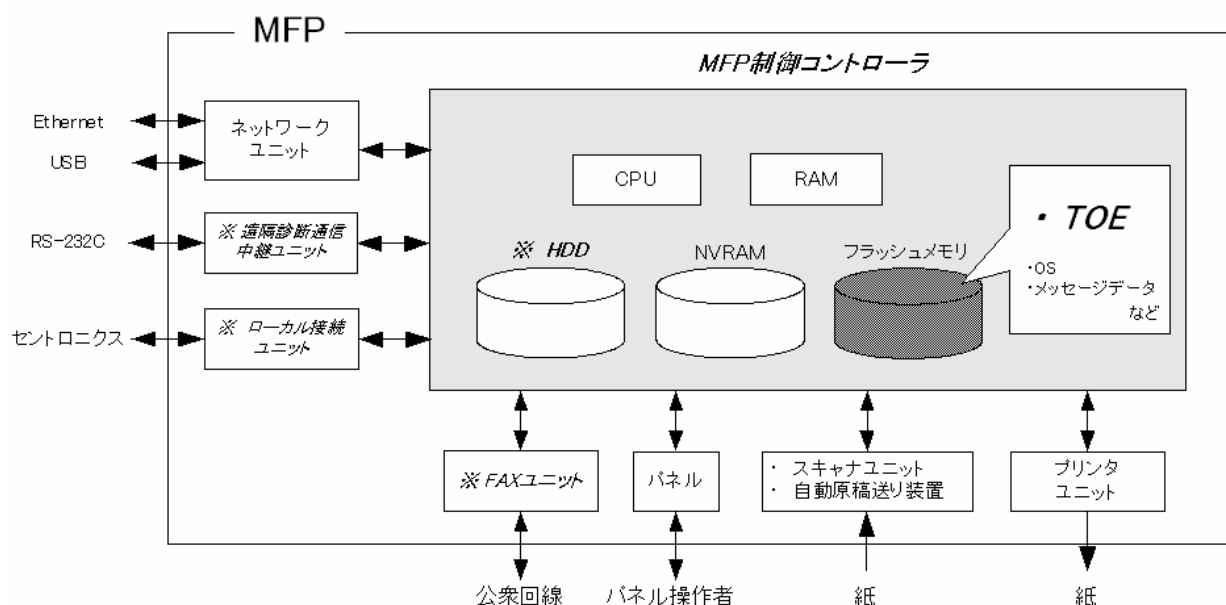 MFP
MFP制御コントローラ
Ethernet
USB
ネットワーク
ユニット
CPU
RAM
・ TOE
・OS
・メッセージデータ
など
RS-232C
※ 遠隔診断通信
中継ユニット
※ HDD
NVRAM
フラッシュメモリ
セントロニクス
※ ローカル接続
ユニット
※ FAXユニット
パネル
・ スキャナユニット
・ 自動原稿送り装置
プリンタ
ユニット
公衆回線
パネル操作者
紙
紙